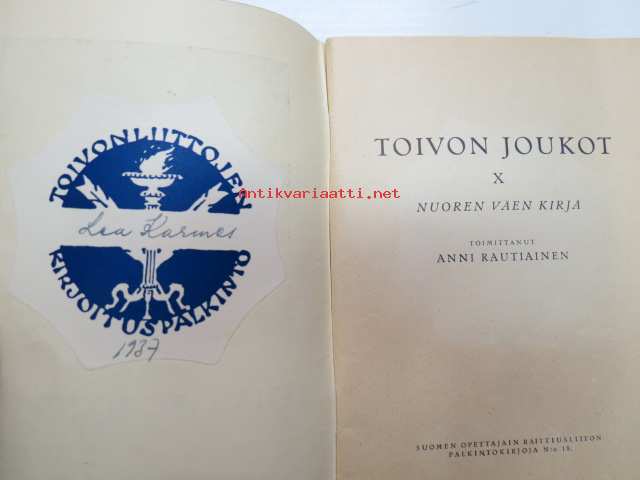 TOIVONLIITTOJEN
Lea Karmes
KIRJOITUSPALKINTO
1937
Antikvariaatti.net
TOIVON JOUKOT
X
NUOREN VÄEN KIRJA
TOIMITTANUT
ANNI RAUTIAINEN
SUOMEN OPETTAJAIN RAITTIUSLIITON
PALKINTOKIRJOJA N:o 18.